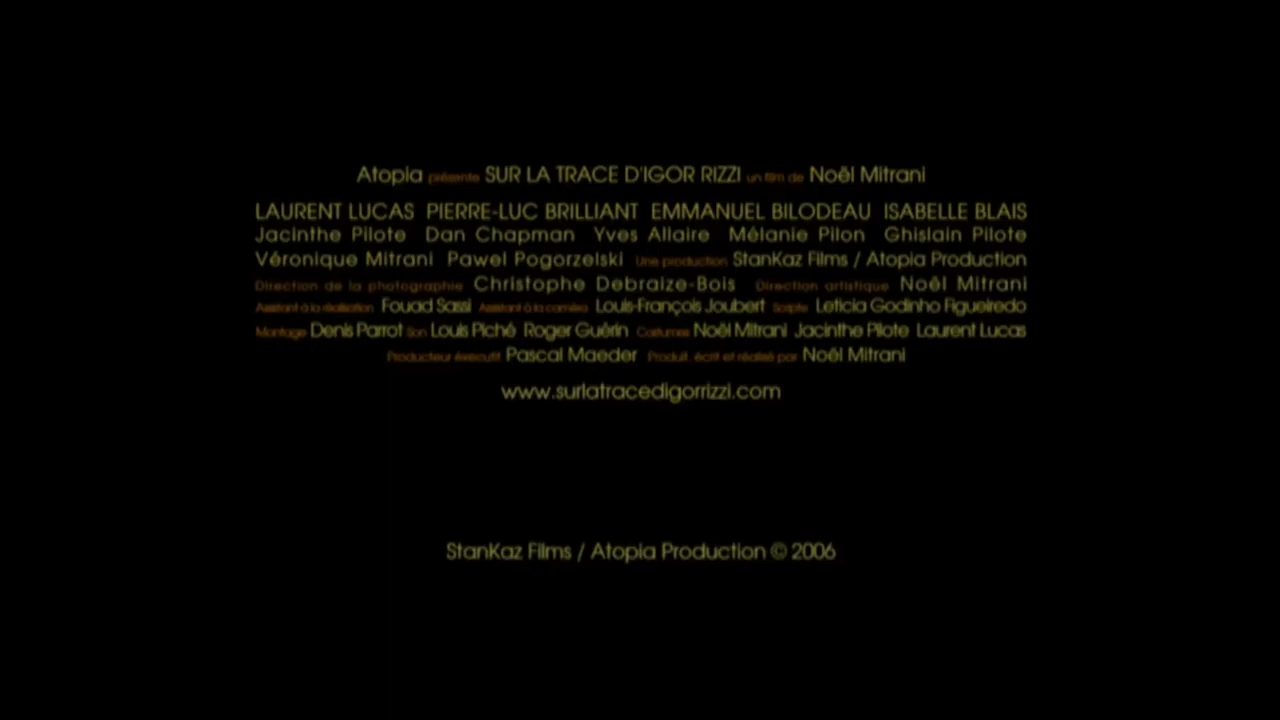 Atopia présente SUR LA TRACE D'IGOR RIZZI un film de Noël Mitrani
LAURENT LUCAS PIERRE-LUC BRILLIANT EMMANUEL BILODEAU ISABELLE BLAIS
Jacinthe Pilote Dan Chapman Yves Allaire Mélanie Pilon Ghislain Pilote
Véronique Mitrani Pawel Pogorzelski Une production StanKaz Films / Atopia Production
Direction de la photographie Christophe Debraize-Bois Direction artistique Noël Mitrani
Assistant à la réalisation Fouad Sassi Assistant à la caméra Louis-François Joubert Scripte Leticia Godinho Figueiredo
Montage Denis Parrot Son Louis Piché Roger Guérin Costumes Noël Mitrani Jacinthe Pilote Laurent Lucas
Producteur exécutif Pascal Maeder Produit, écrit et réalisé par Noël Mitrani
www.surlatracedigorrizzi.com
StanKaz Films / Atopia Production © 2006